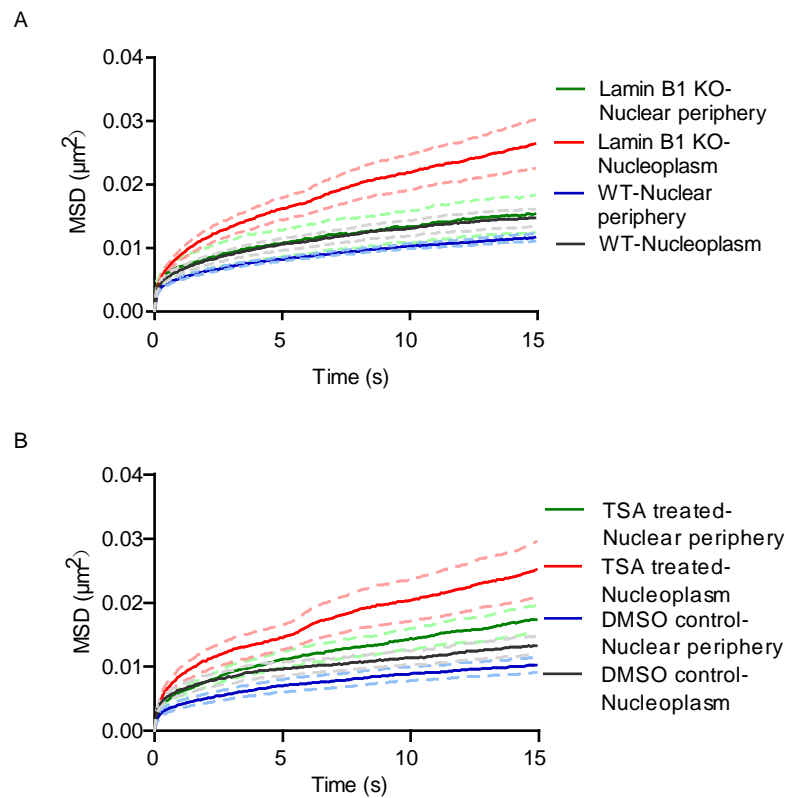 A
0.04
0.03
0.02
0.01
0.00
MSD (μm²)
0
5
10
15
Time (s)
Lamin B1 KO-
Nuclear periphery
Lamin B1 KO-
Nucleoplasm
WT-Nuclear
periphery
WT-Nucleoplasm
B
0.04
0.03
0.02
0.01
0.00
MSD (μm²)
0
5
10
15
Time (s)
TSA treated-
Nuclear periphery
TSA treated-
Nucleoplasm
DMSO control-
Nuclear periphery
DMSO control-
Nucleoplasm